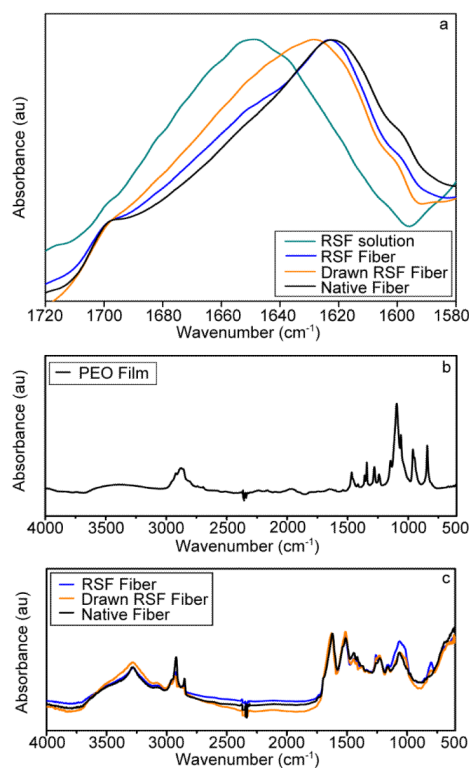 a
Absorbance (au)
RSF solution
RSF Fiber
Drawn RSF Fiber
Native Fiber
1720 1700 1680 1660 1640 1620 1600 1580
Wavenumber (cm⁻¹)
b
PEO Film
Absorbance (au)
4000 3500 3000 2500 2000 1500 1000 500
Wavenumber (cm⁻¹)
c
RSF Fiber
Drawn RSF Fiber
Native Fiber
Absorbance (au)
4000 3500 3000 2500 2000 1500 1000 500
Wavenumber (cm⁻¹)